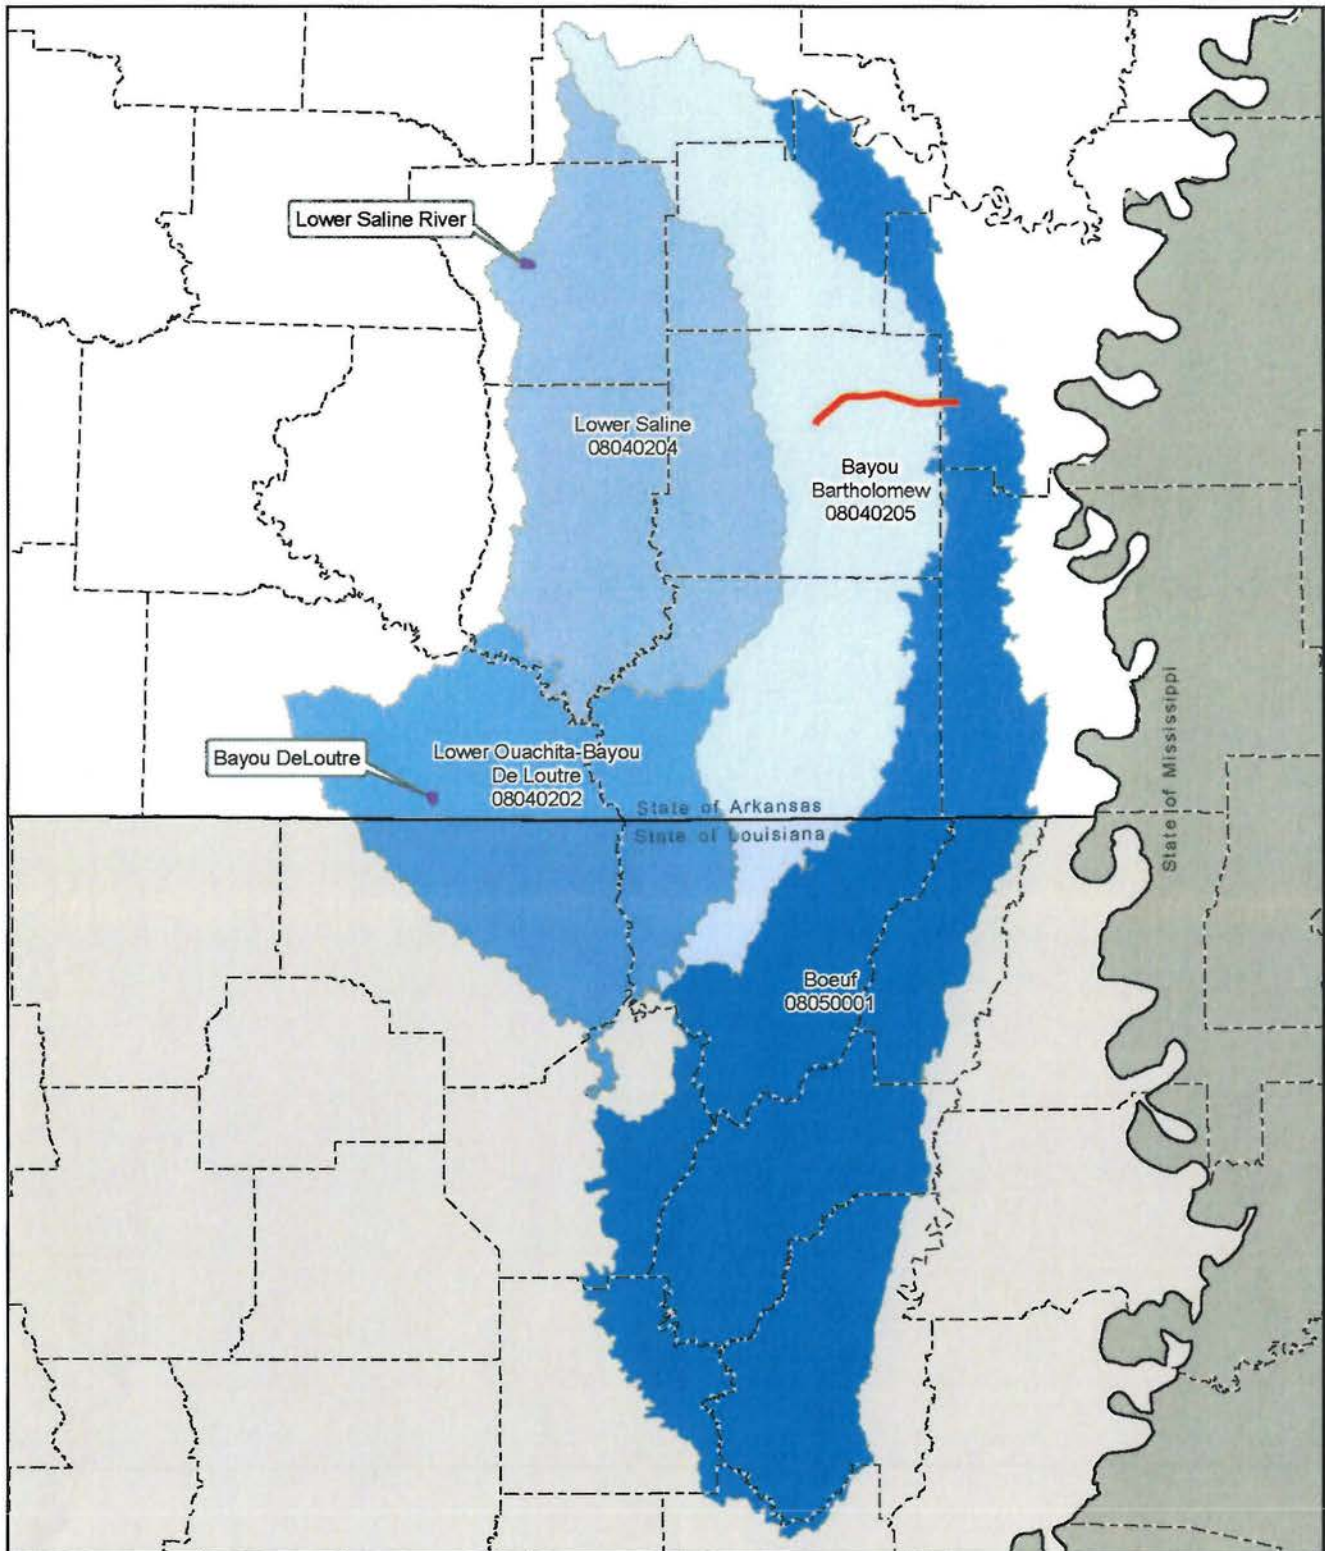 Lower Saline River
Lower Saline
08040204
Bayou
Bartholomew
08040205
Bayou DeLoutre
Lower Ouachita-Bayou
De Loutre
08040202
State of Arkansas
State of Louisiana
State of Mississippi
Boeuf
08050001